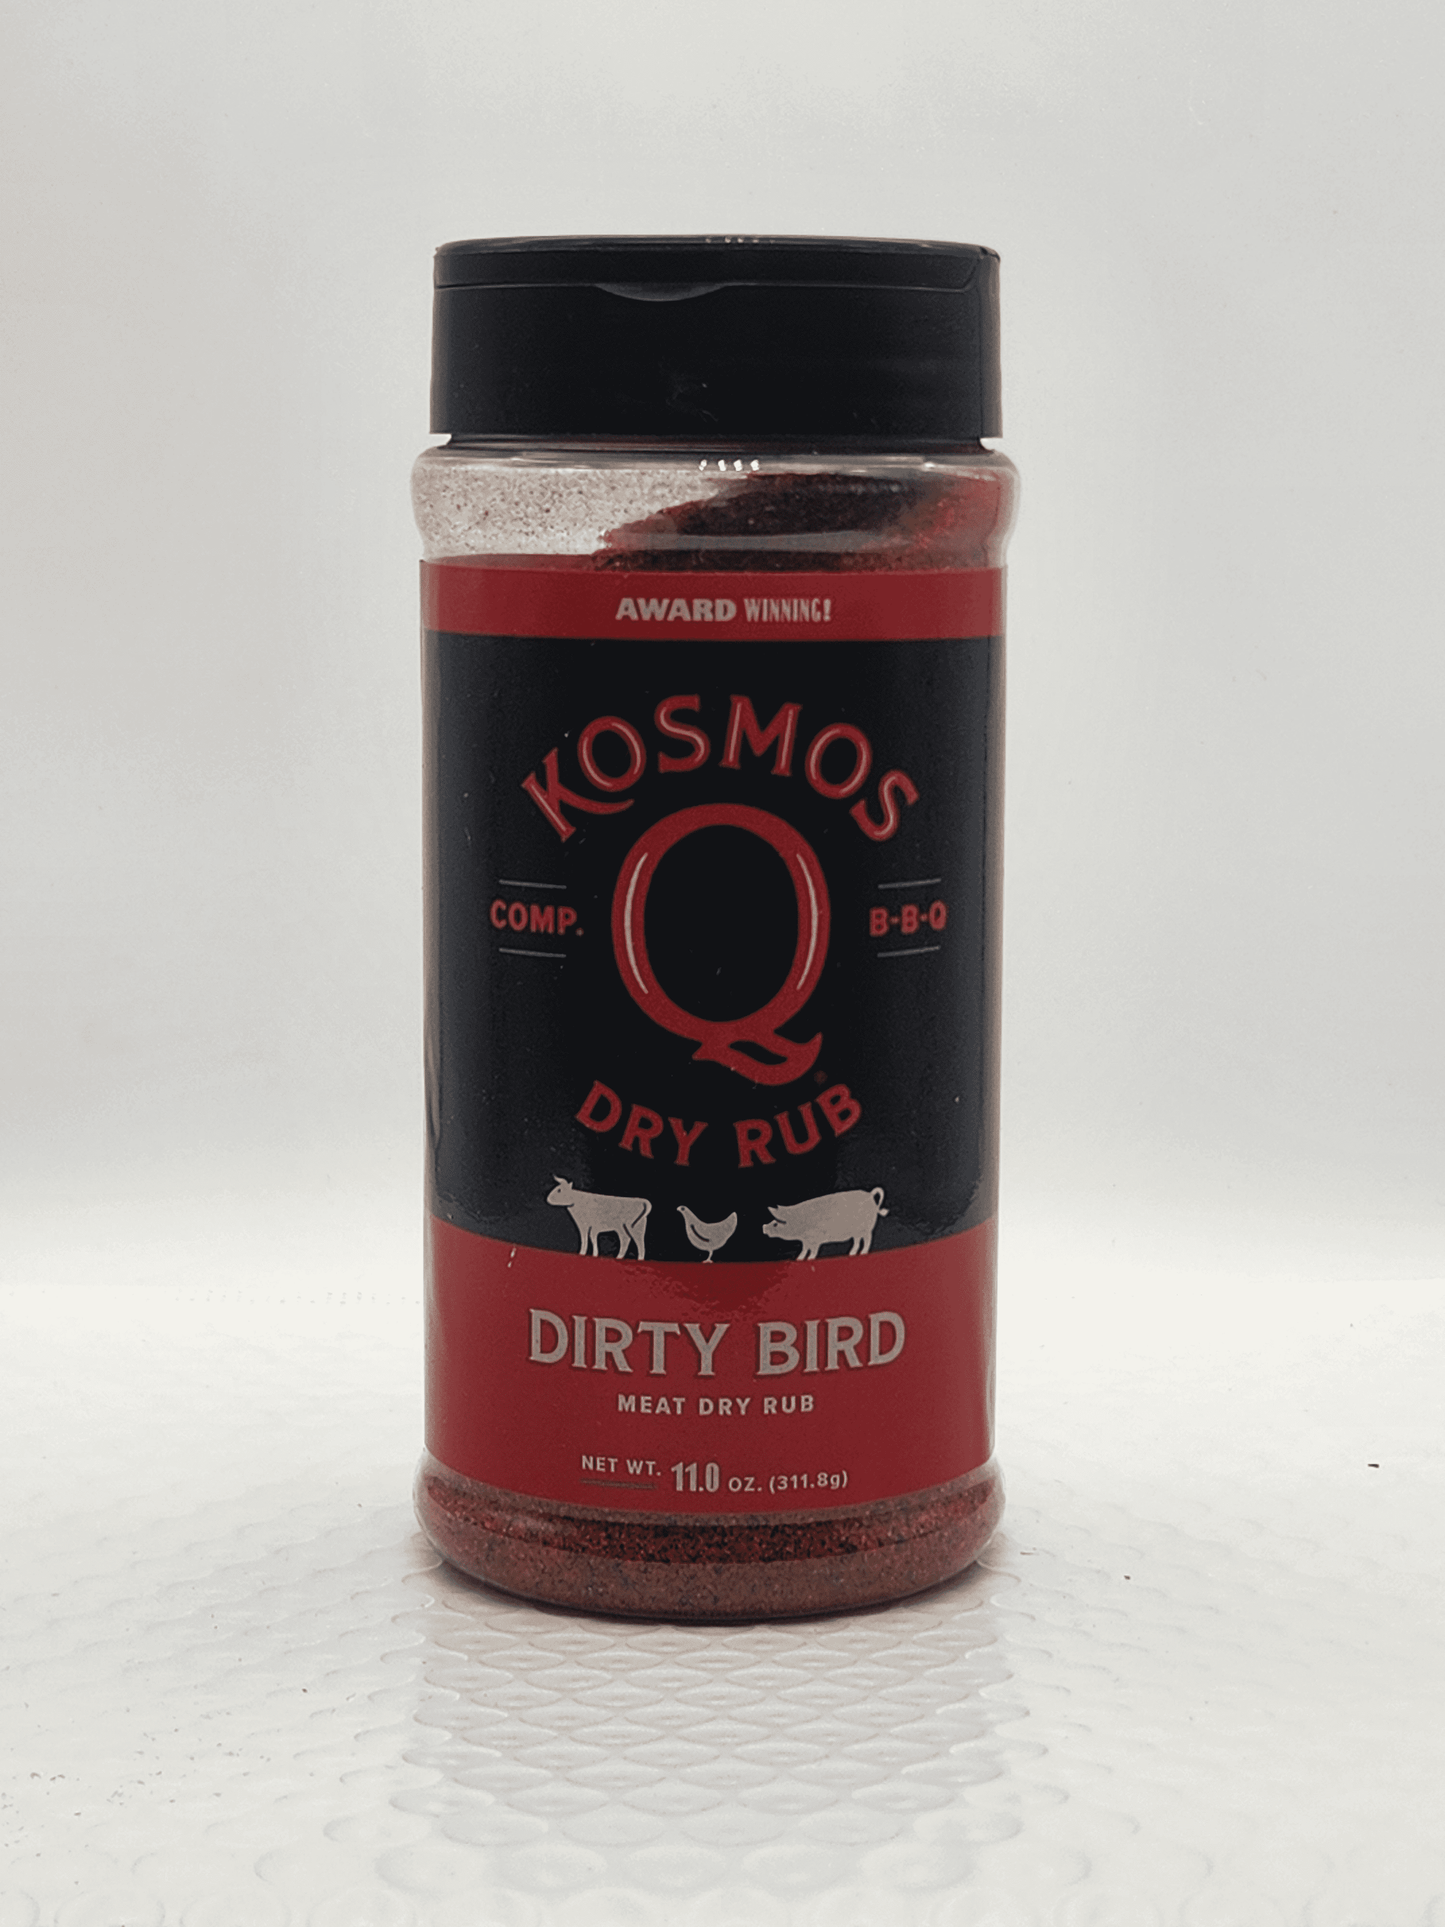 AWARD WINNING!
KOSMOS
Q
COMP.
B-B-Q
®
DRY RUB
DIRTY BIRD
MEAT DRY RUB
NET WT. 11.0 OZ. (311.8g)